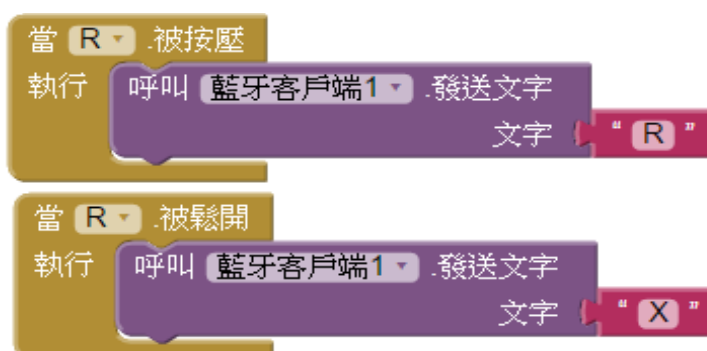 當 R .被按壓
執行 呼叫 藍牙客戶端1 .發送文字
文字 “ R ”
當 R .被鬆開
執行 呼叫 藍牙客戶端1 .發送文字
文字 “ X ”